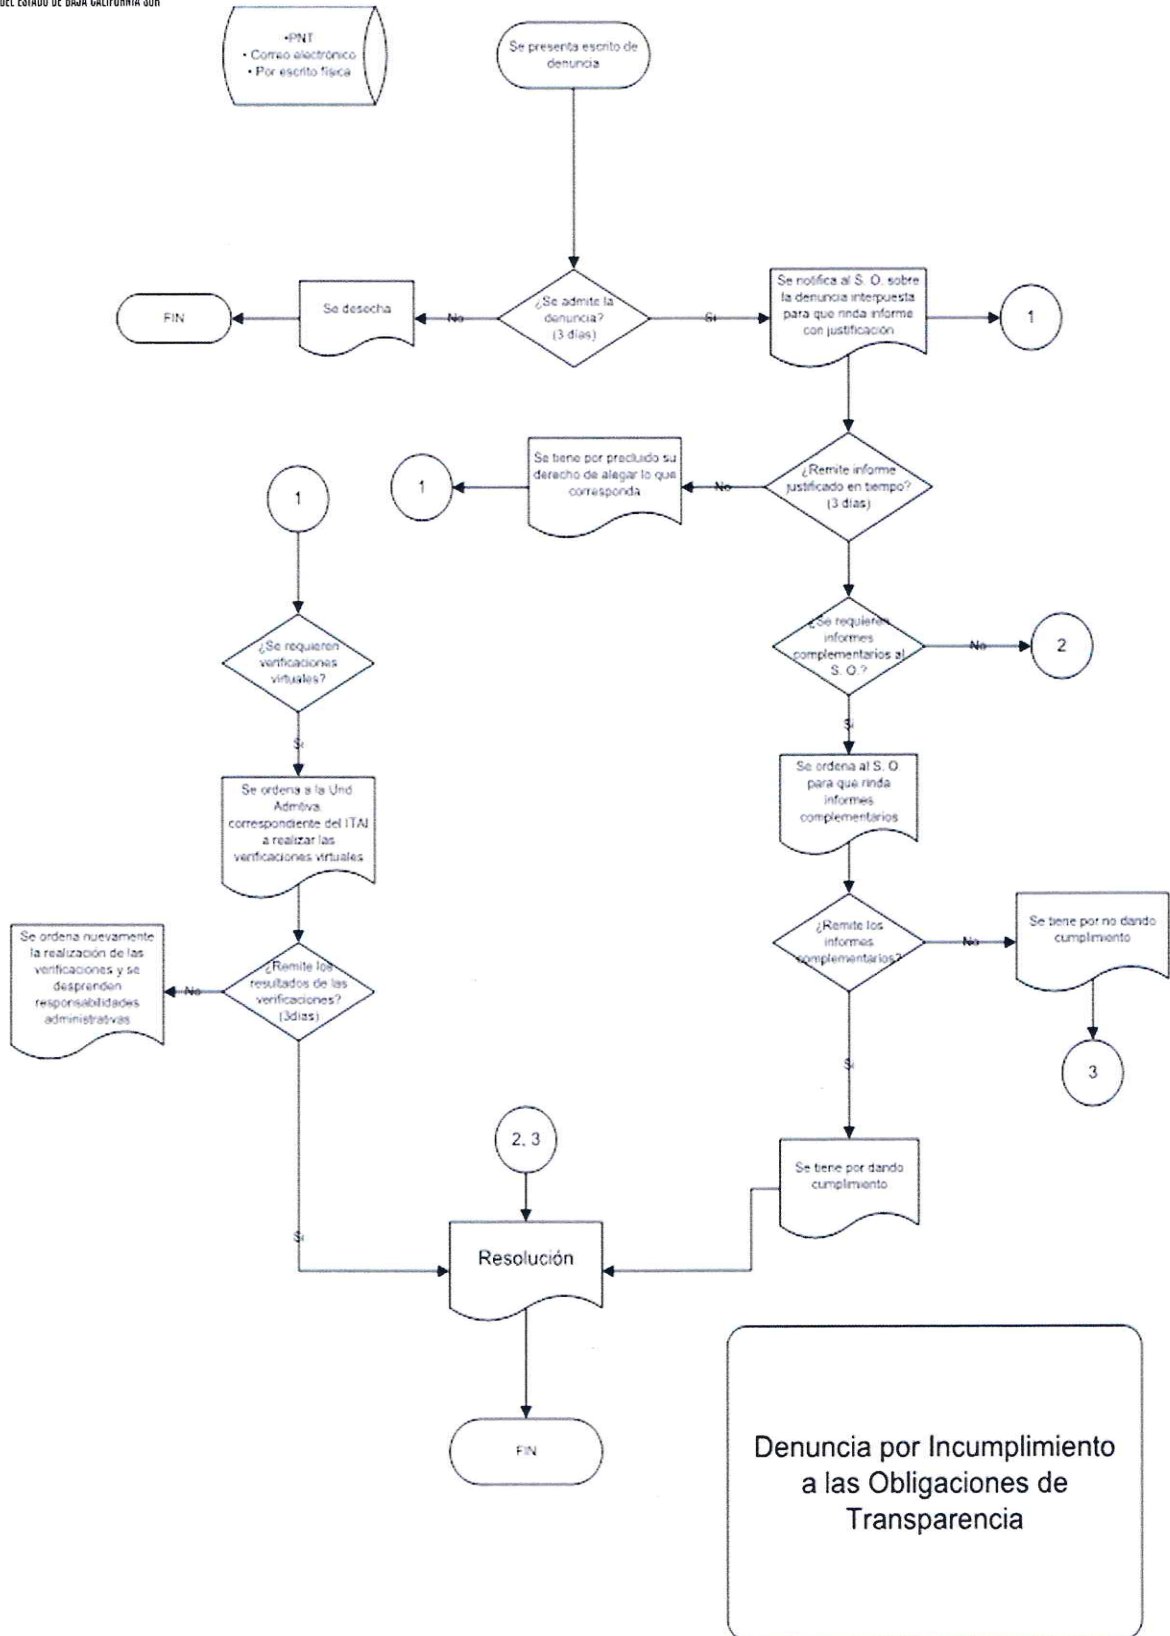 DEL ESTADO DE BAJA CALIFORNIA SUR
•PNT
• Correo electrónico
• Por escrito física
Se presenta escrito de
denuncia
FIN
Se desecha
No
¿Se admite la
denuncia?
(3 días)
Si
Se notifica al S. O. sobre
la denuncia interpuesta
para que rinda informe
con justificación
1
1
1
Se tiene por precluido su
derecho de alegar lo que
corresponda
No
¿Remite informe
justificado en tiempo?
(3 días)
¿Se requieren
verificaciones
virtuales?
¿Se requieren
informes
complementarios al
S. O.?
No
2
Si
Si
Se ordena a la Und
Admtiva.
correspondiente del ITAI
a realizar las
verificaciones virtuales
Se ordena al S. O
para que rinda
informes
complementarios
Se ordena nuevamente
la realización de las
verificaciones y se
desprenden
responsabilidades
administrativas
No
¿Remite los
resultados de las
verificaciones?
(3días)
¿Remite los
informes
complementarios?
No
Se tiene por no dando
cumplimiento
3
Si
2, 3
Se tiene por dando
cumplimiento
Si
Resolución
FIN
Denuncia por Incumplimiento
a las Obligaciones de
Transparencia